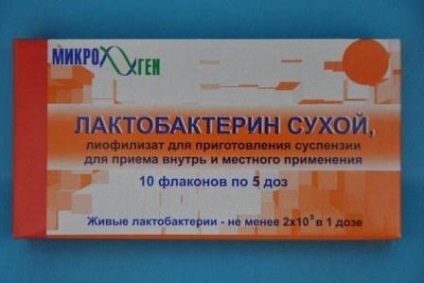 МИКРОГЕН
ЛАКТОБАКТЕРИН СУХОЙ,
лиофилизат для приготовления суспензии
для приема внутрь и местного применения
10 флаконов по 5 доз
Живые лактобактерии - не менее 2x10⁹ в 1 дозе